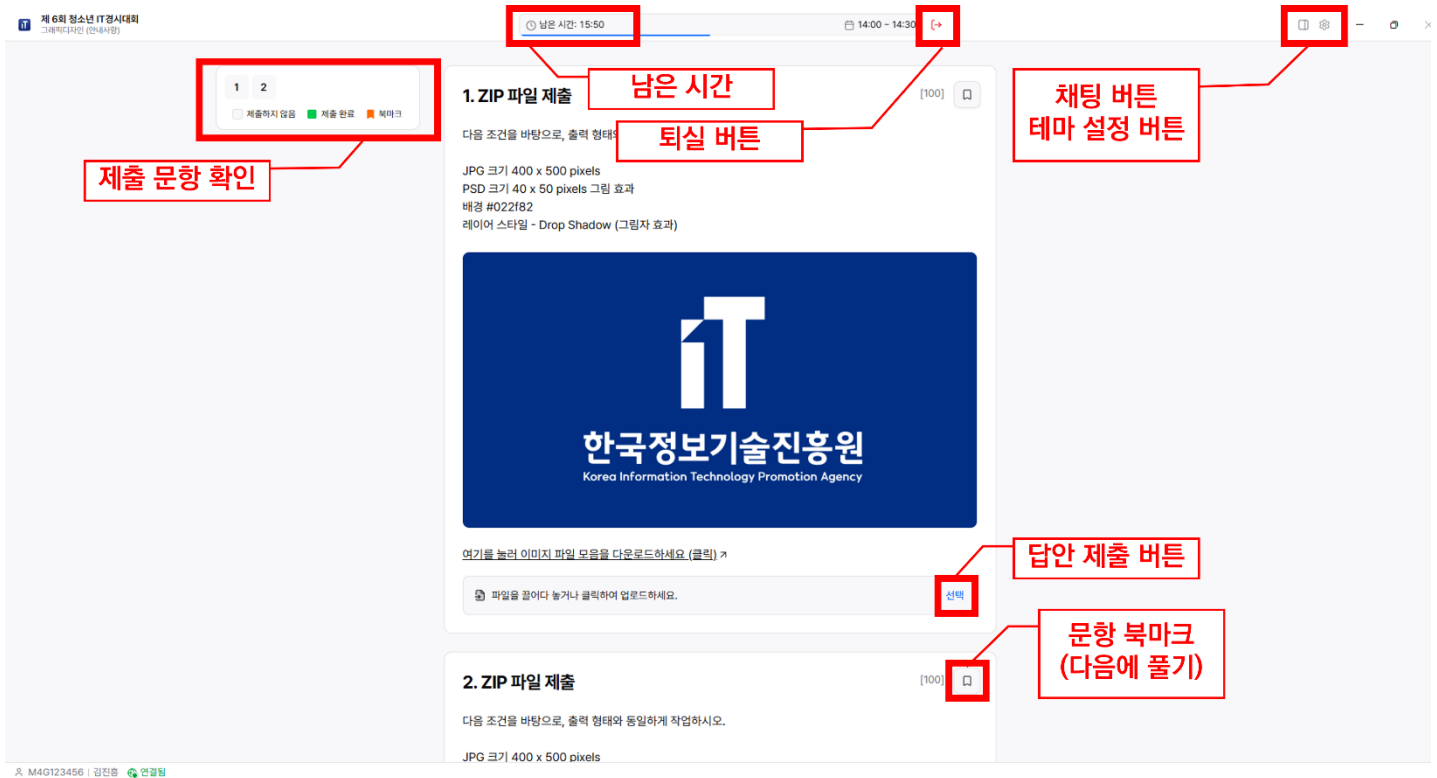 제 6회 청소년 IT경시대회
그래픽디자인 (안내사항)
남은 시간: 15:50
14:00 ~ 14:30
남은 시간
퇴실 버튼
채팅 버튼
테마 설정 버튼
1 2
제출하지 않음 제출 완료 북마크
제출 문항 확인
1. ZIP 파일 제출
[100]
다음 조건을 바탕으로, 출력 형태와
JPG 크기 400 x 500 pixels
PSD 크기 40 x 50 pixels 그림 효과
배경 #022f82
레이어 스타일 - Drop Shadow (그림자 효과)
iT
한국정보기술진흥원
Korea Information Technology Promotion Agency
여기를 눌러 이미지 파일 모음을 다운로드하세요 (클릭)
파일을 끌어다 놓거나 클릭하여 업로드하세요.
선택
답안 제출 버튼
문항 북마크
(다음에 풀기)
2. ZIP 파일 제출
[100]
다음 조건을 바탕으로, 출력 형태와 동일하게 작업하시오.
JPG 크기 400 x 500 pixels
M4G123456 | 김진흥 연결됨